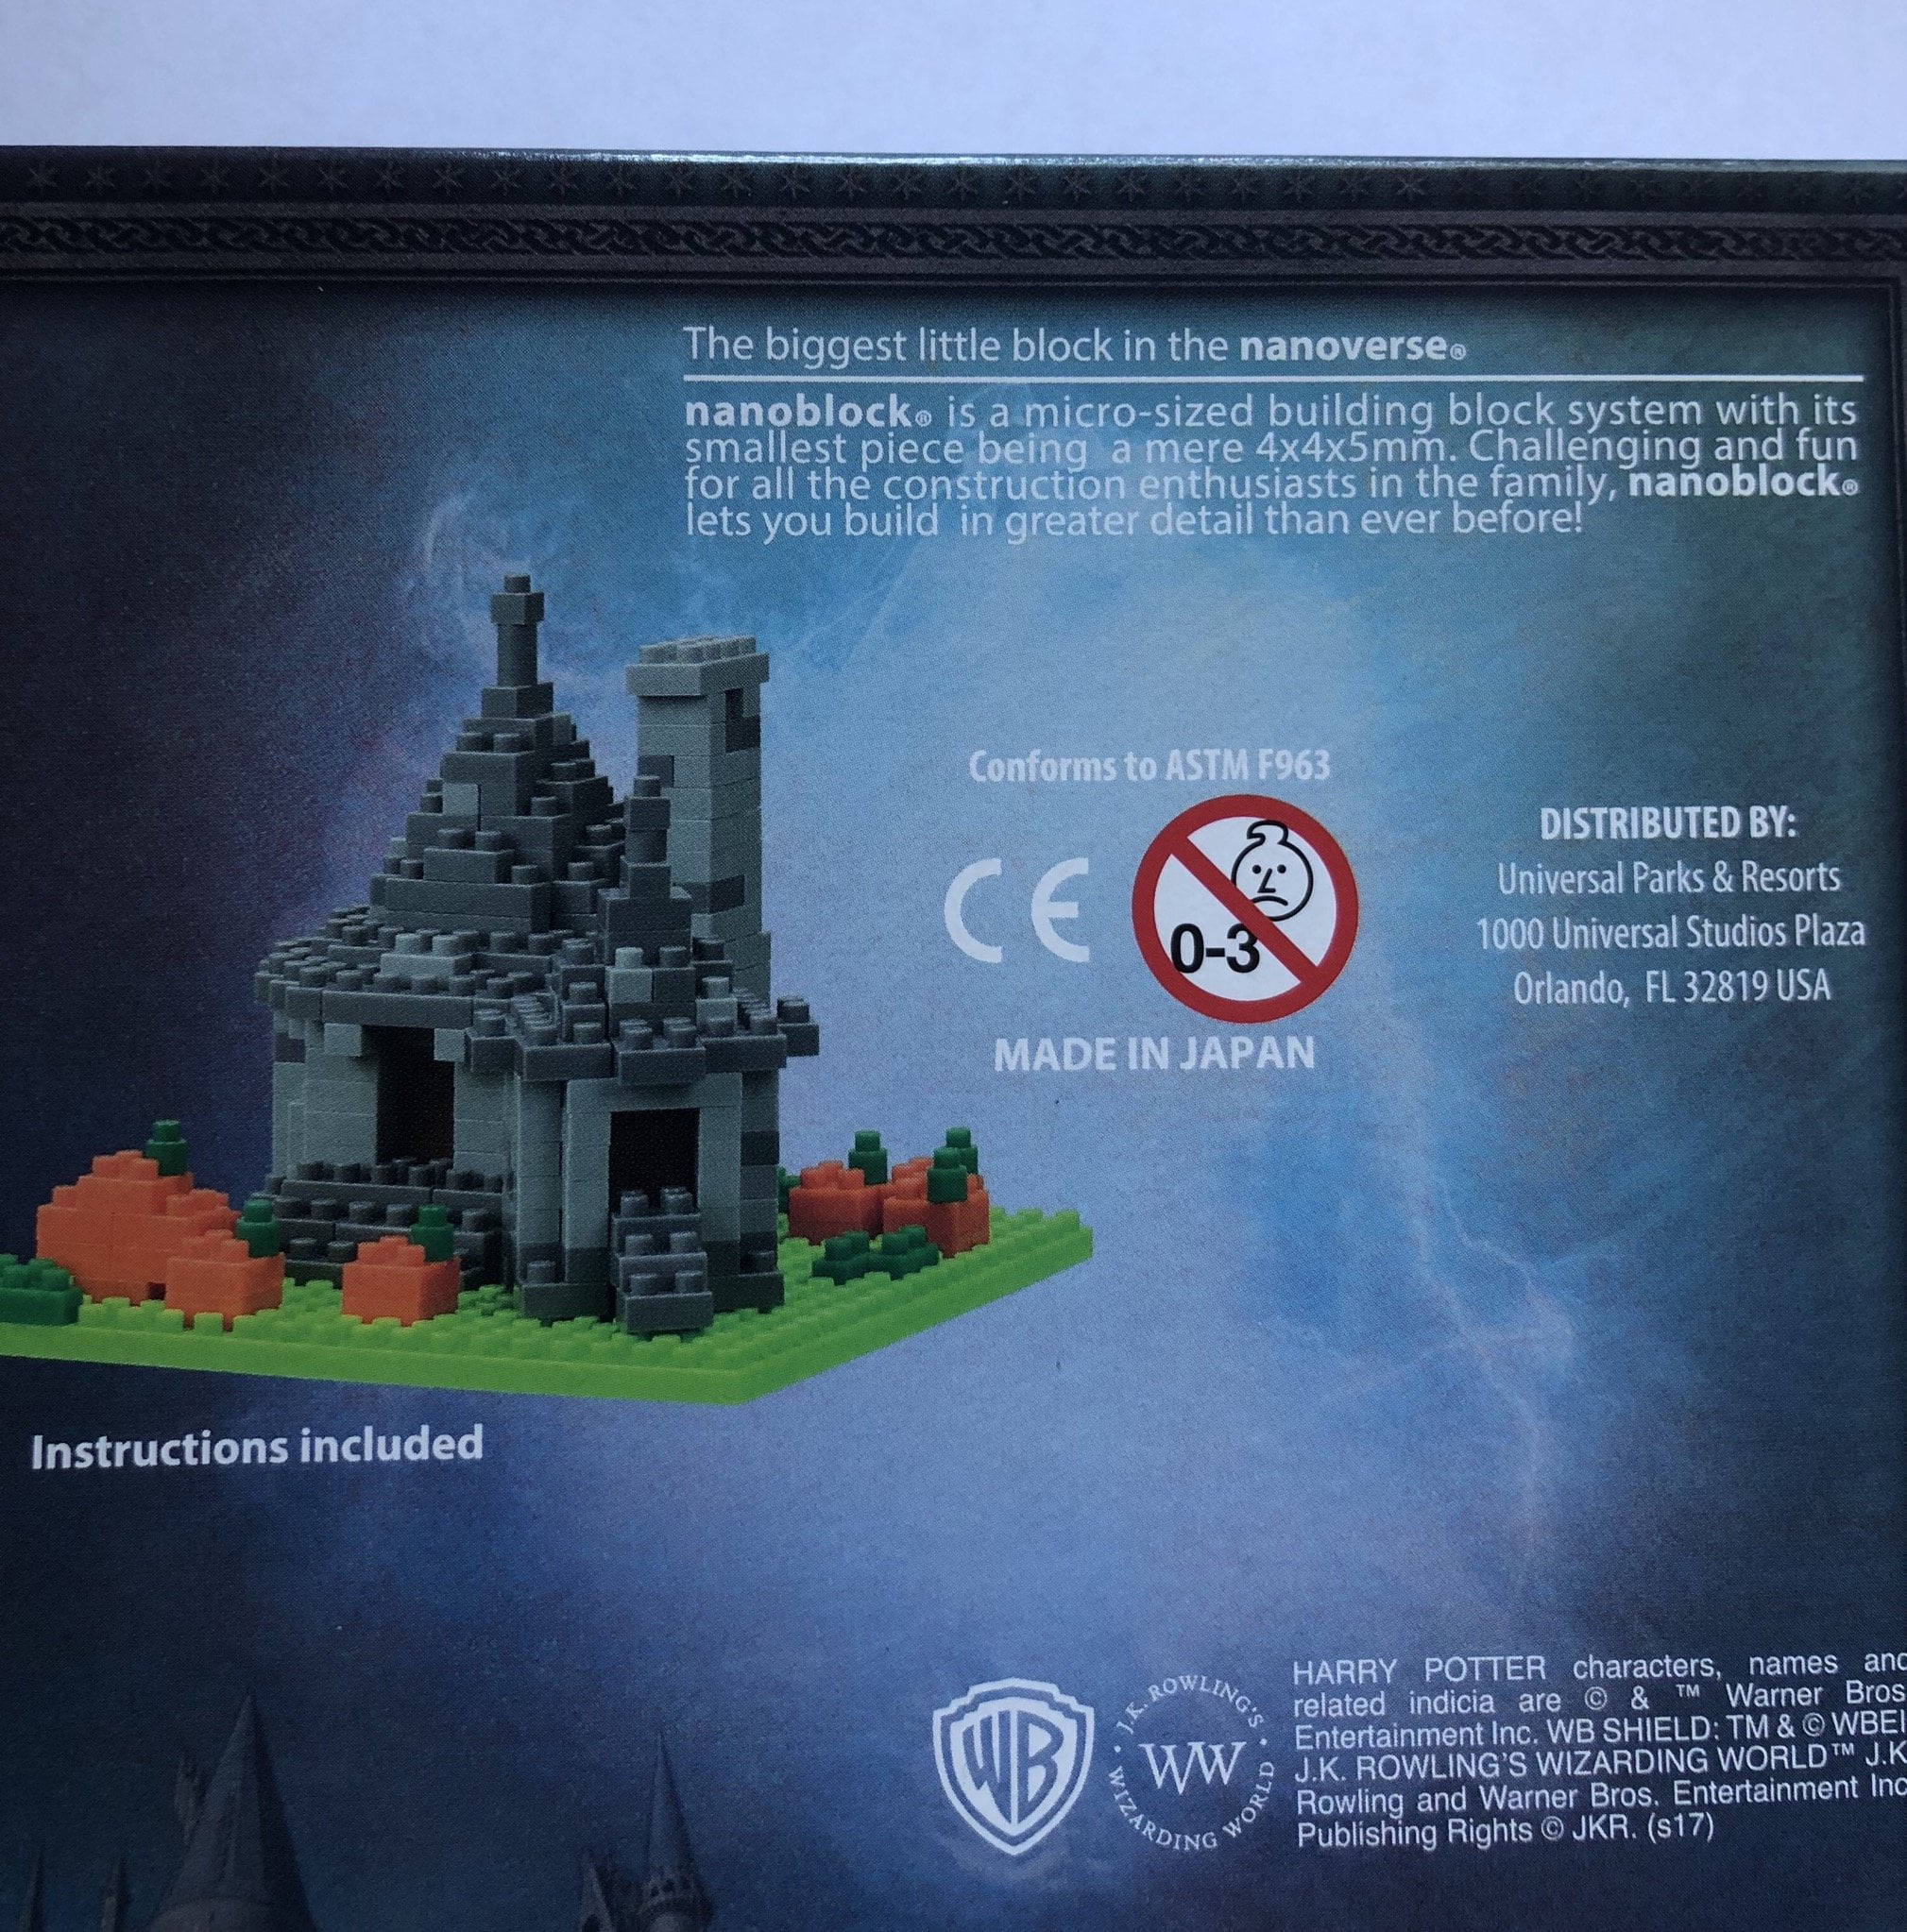 The biggest little block in the nanoverse®
nanoblock® is a micro-sized building block system with its
smallest piece being a mere 4x4x5mm. Challenging and fun
for all the construction enthusiasts in the family, nanoblock®
lets you build in greater detail than ever before!
Conforms to ASTM F963
CE
0-3
MADE IN JAPAN
DISTRIBUTED BY:
Universal Parks & Resorts
1000 Universal Studios Plaza
Orlando, FL 32819 USA
Instructions included
WB
J.K. ROWLING'S
WW
WIZARDING WORLD
HARRY POTTER characters, names and
related indicia are © & ™ Warner Bros
Entertainment Inc. WB SHIELD: TM & © WBEI
J.K. ROWLING'S WIZARDING WORLD™ J.K
Rowling and Warner Bros. Entertainment Inc
Publishing Rights © JKR. (s17)